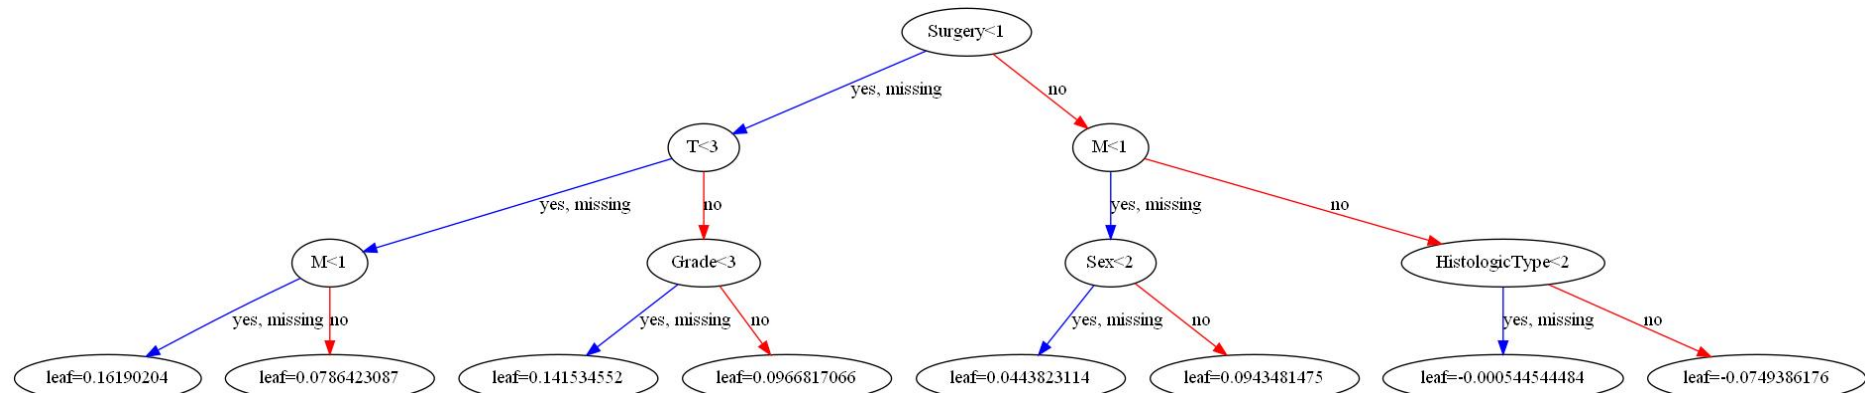 Surgery<1
yes, missing
no
T<3
M<1
yes, missing
no
yes, missing
no
M<1
Grade<3
Sex<2
HistologicType<2
yes, missing
no
yes, missing
no
yes, missing
no
yes, missing
no
leaf=0.16190204
leaf=0.0786423087
leaf=0.141534552
leaf=0.0966817066
leaf=0.0443823114
leaf=0.0943481475
leaf=-0.000544544484
leaf=-0.0749386176